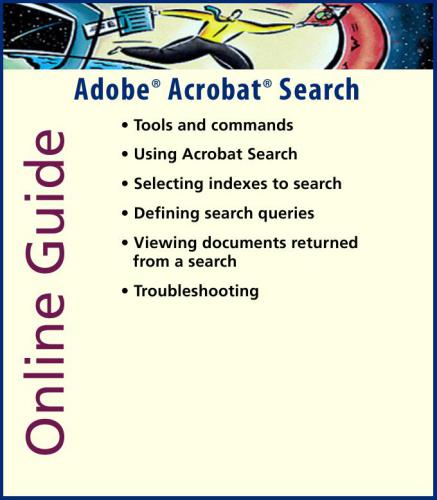 Adobe® Acrobat® Search
Online Guide
• Tools and commands
• Using Acrobat Search
• Selecting indexes to search
• Defining search queries
• Viewing documents returned
from a search
• Troubleshooting